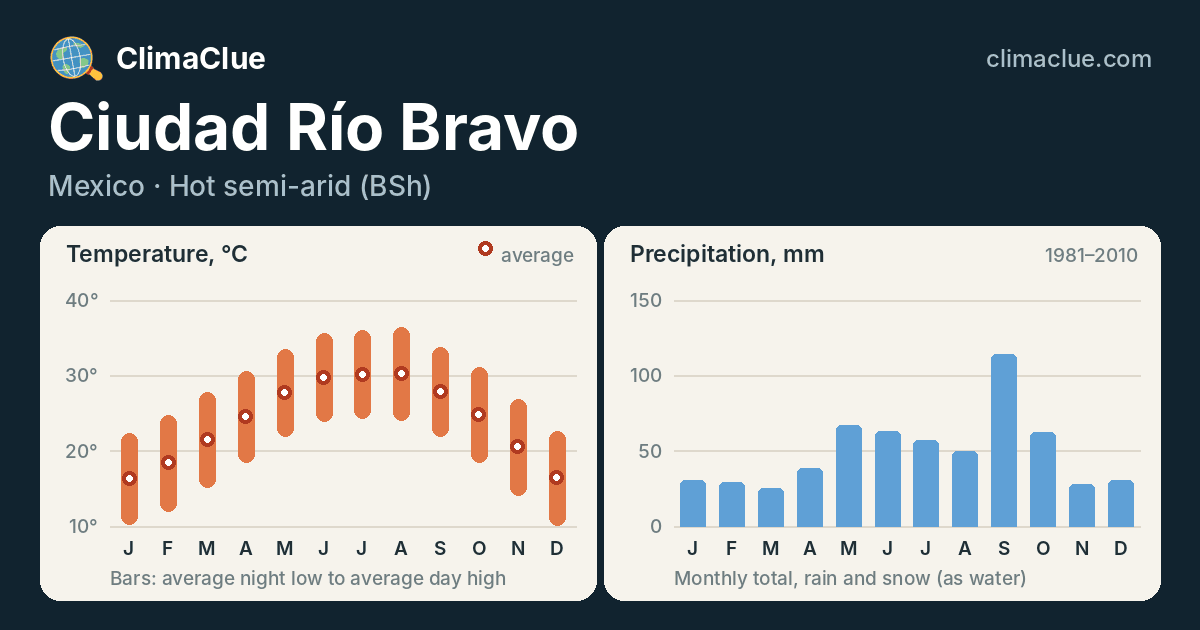 ClimaClue
climaclue.com
Ciudad Río Bravo
Mexico · Hot semi-arid (BSh)
Temperature, °C
average
40°
30°
20°
10°
J F M A M J J A S O N D
Bars: average night low to average day high
Precipitation, mm
1981–2010
150
100
50
0
J F M A M J J A S O N D
Monthly total, rain and snow (as water)